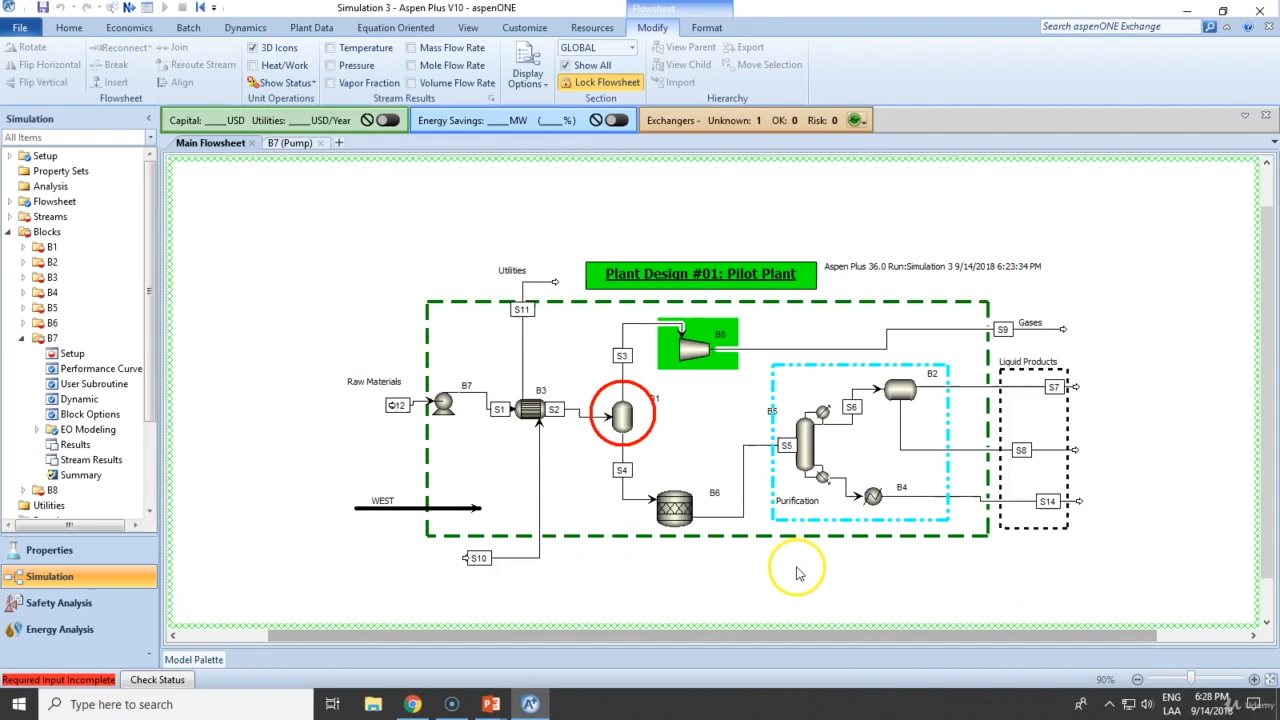 Simulation 3 - Aspen Plus V10 - aspenONE
Flowsheet
File Home Economics Batch Dynamics Plant Data Equation Oriented View Customize Resources Modify Format Search aspenONE Exchange
Rotate Reconnect Join 3D Icons Temperature Mass Flow Rate GLOBAL View Parent Export
Flip Horizontal Break Reroute Stream Heat/Work Pressure Mole Flow Rate Display Options Show All View Child Move Selection
Flip Vertical Insert Align Show Status Vapor Fraction Volume Flow Rate Lock Flowsheet Import
Flowsheet Unit Operations Stream Results Section Hierarchy
Simulation
All Items
Capital: ____ USD Utilities: ____ USD/Year Energy Savings: ____ MW (____%) Exchangers - Unknown: 1 OK: 0 Risk: 0
Main Flowsheet B7 (Pump)
Setup
Property Sets
Analysis
Flowsheet
Streams
Blocks
B1
B2
B3
B4
B5
B6
B7
Setup
Performance Curve
User Subroutine
Dynamic
Block Options
EO Modeling
Results
Stream Results
Summary
B8
Utilities
Properties
Simulation
Safety Analysis
Energy Analysis
Plant Design #01: Pilot Plant
Aspen Plus 36.0 Run:Simulation 3 9/14/2018 6:23:34 PM
Utilities
S11
B8
S9
Gases
S3
Liquid Products
Raw Materials
B7
B3
B5
B2
S7
S12
S1
S2
S6
S5
S8
S4
B6
B4
WEST
Purification
S14
S10
Model Palette
Required Input Incomplete Check Status 90%
Type here to search
ENG 6:28 PM
LAA 9/14/2018
Udemy